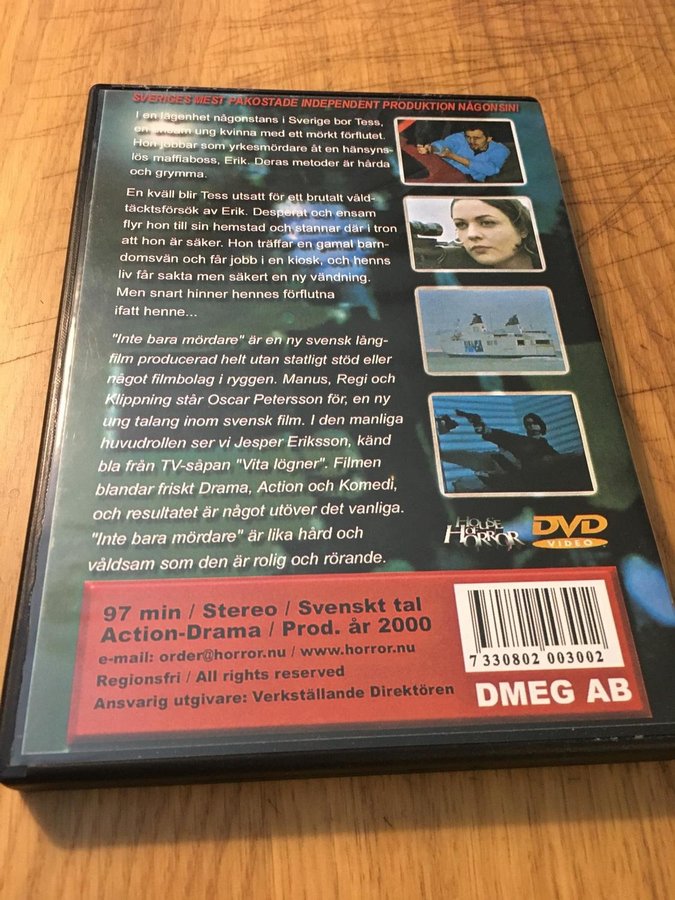 SVERIGES MEST PÅKOSTADE INDEPENDENT PRODUKTION NÅGONSIN!
I en lägenhet någonstans i Sverige bor Tess,
en ensam ung kvinna med ett mörkt förflutet.
Hon jobbar som yrkesmördare åt en hänsyns-
lös maffiaboss, Erik. Deras metoder är hårda
och grymma.
En kväll blir Tess utsatt för ett brutalt våld-
täcktsförsök av Erik. Desperat och ensam
flyr hon till sin hemstad och stannar där i tron
att hon är säker. Hon träffar en gamal barn-
domsvän och får jobb i en kiosk, och henns
liv får sakta men säkert en ny vändning.
Men snart hinner hennes förflutna
ifatt henne...
"Inte bara mördare" är en ny svensk lång-
film producerad helt utan statligt stöd eller
något filmbolag i ryggen. Manus, Regi och
Klippning står Oscar Petersson för, en ny
ung talang inom svensk film. I den manliga
huvudrollen ser vi Jesper Eriksson, känd
bla från TV-såpan "Vita lögner". Filmen
blandar friskt Drama, Action och Komedi,
och resultatet är något utöver det vanliga.
"Inte bara mördare" är lika hård och
våldsam som den är rolig och rörande.
HOUSE
OF
HORROR
DVD
VIDEO
97 min / Stereo / Svenskt tal
Action-Drama / Prod. år 2000
e-mail: order@horror.nu / www.horror.nu
Regionsfri / All rights reserved
Ansvarig utgivare: Verkställande Direktören
7 330802 003002
DMEG AB